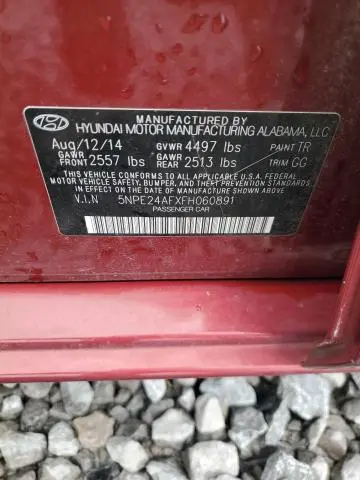 MANUFACTURED BY
HYUNDAI MOTOR MANUFACTURING ALABAMA, LLC
Aug/12/14 GVWR 4497 lbs PAINT TR
GAWR FRONT 2557 lbs GAWR REAR 2513 lbs TRIM GG
THIS VEHICLE CONFORMS TO ALL APPLICABLE U.S. FEDERAL
MOTOR VEHICLE SAFETY, BUMPER, AND THEFT PREVENTION STANDARDS
IN EFFECT ON THE DATE OF MANUFACTURE SHOWN ABOVE.
V.I.N 5NPE24AFXFH060891
PASSENGER CAR